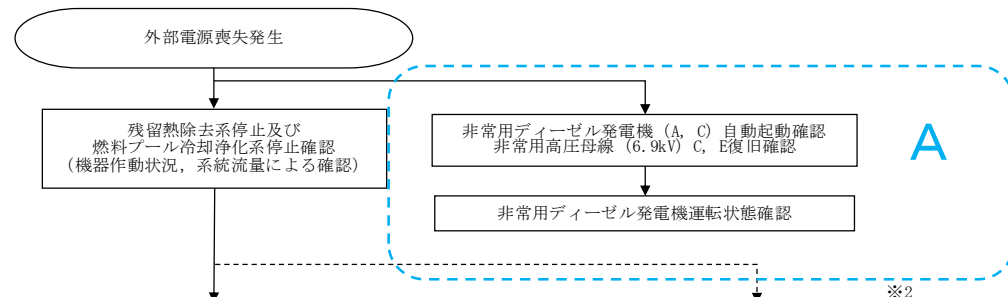 外部電源喪失発生
残留熱除去系停止及び
燃料プール冷却浄化系停止確認
(機器作動状況, 系統流量による確認)
非常用ディーゼル発電機 (A, C) 自動起動確認
非常用高圧母線 (6.9kV) C, E復旧確認
A
非常用ディーゼル発電機運転状態確認
※2